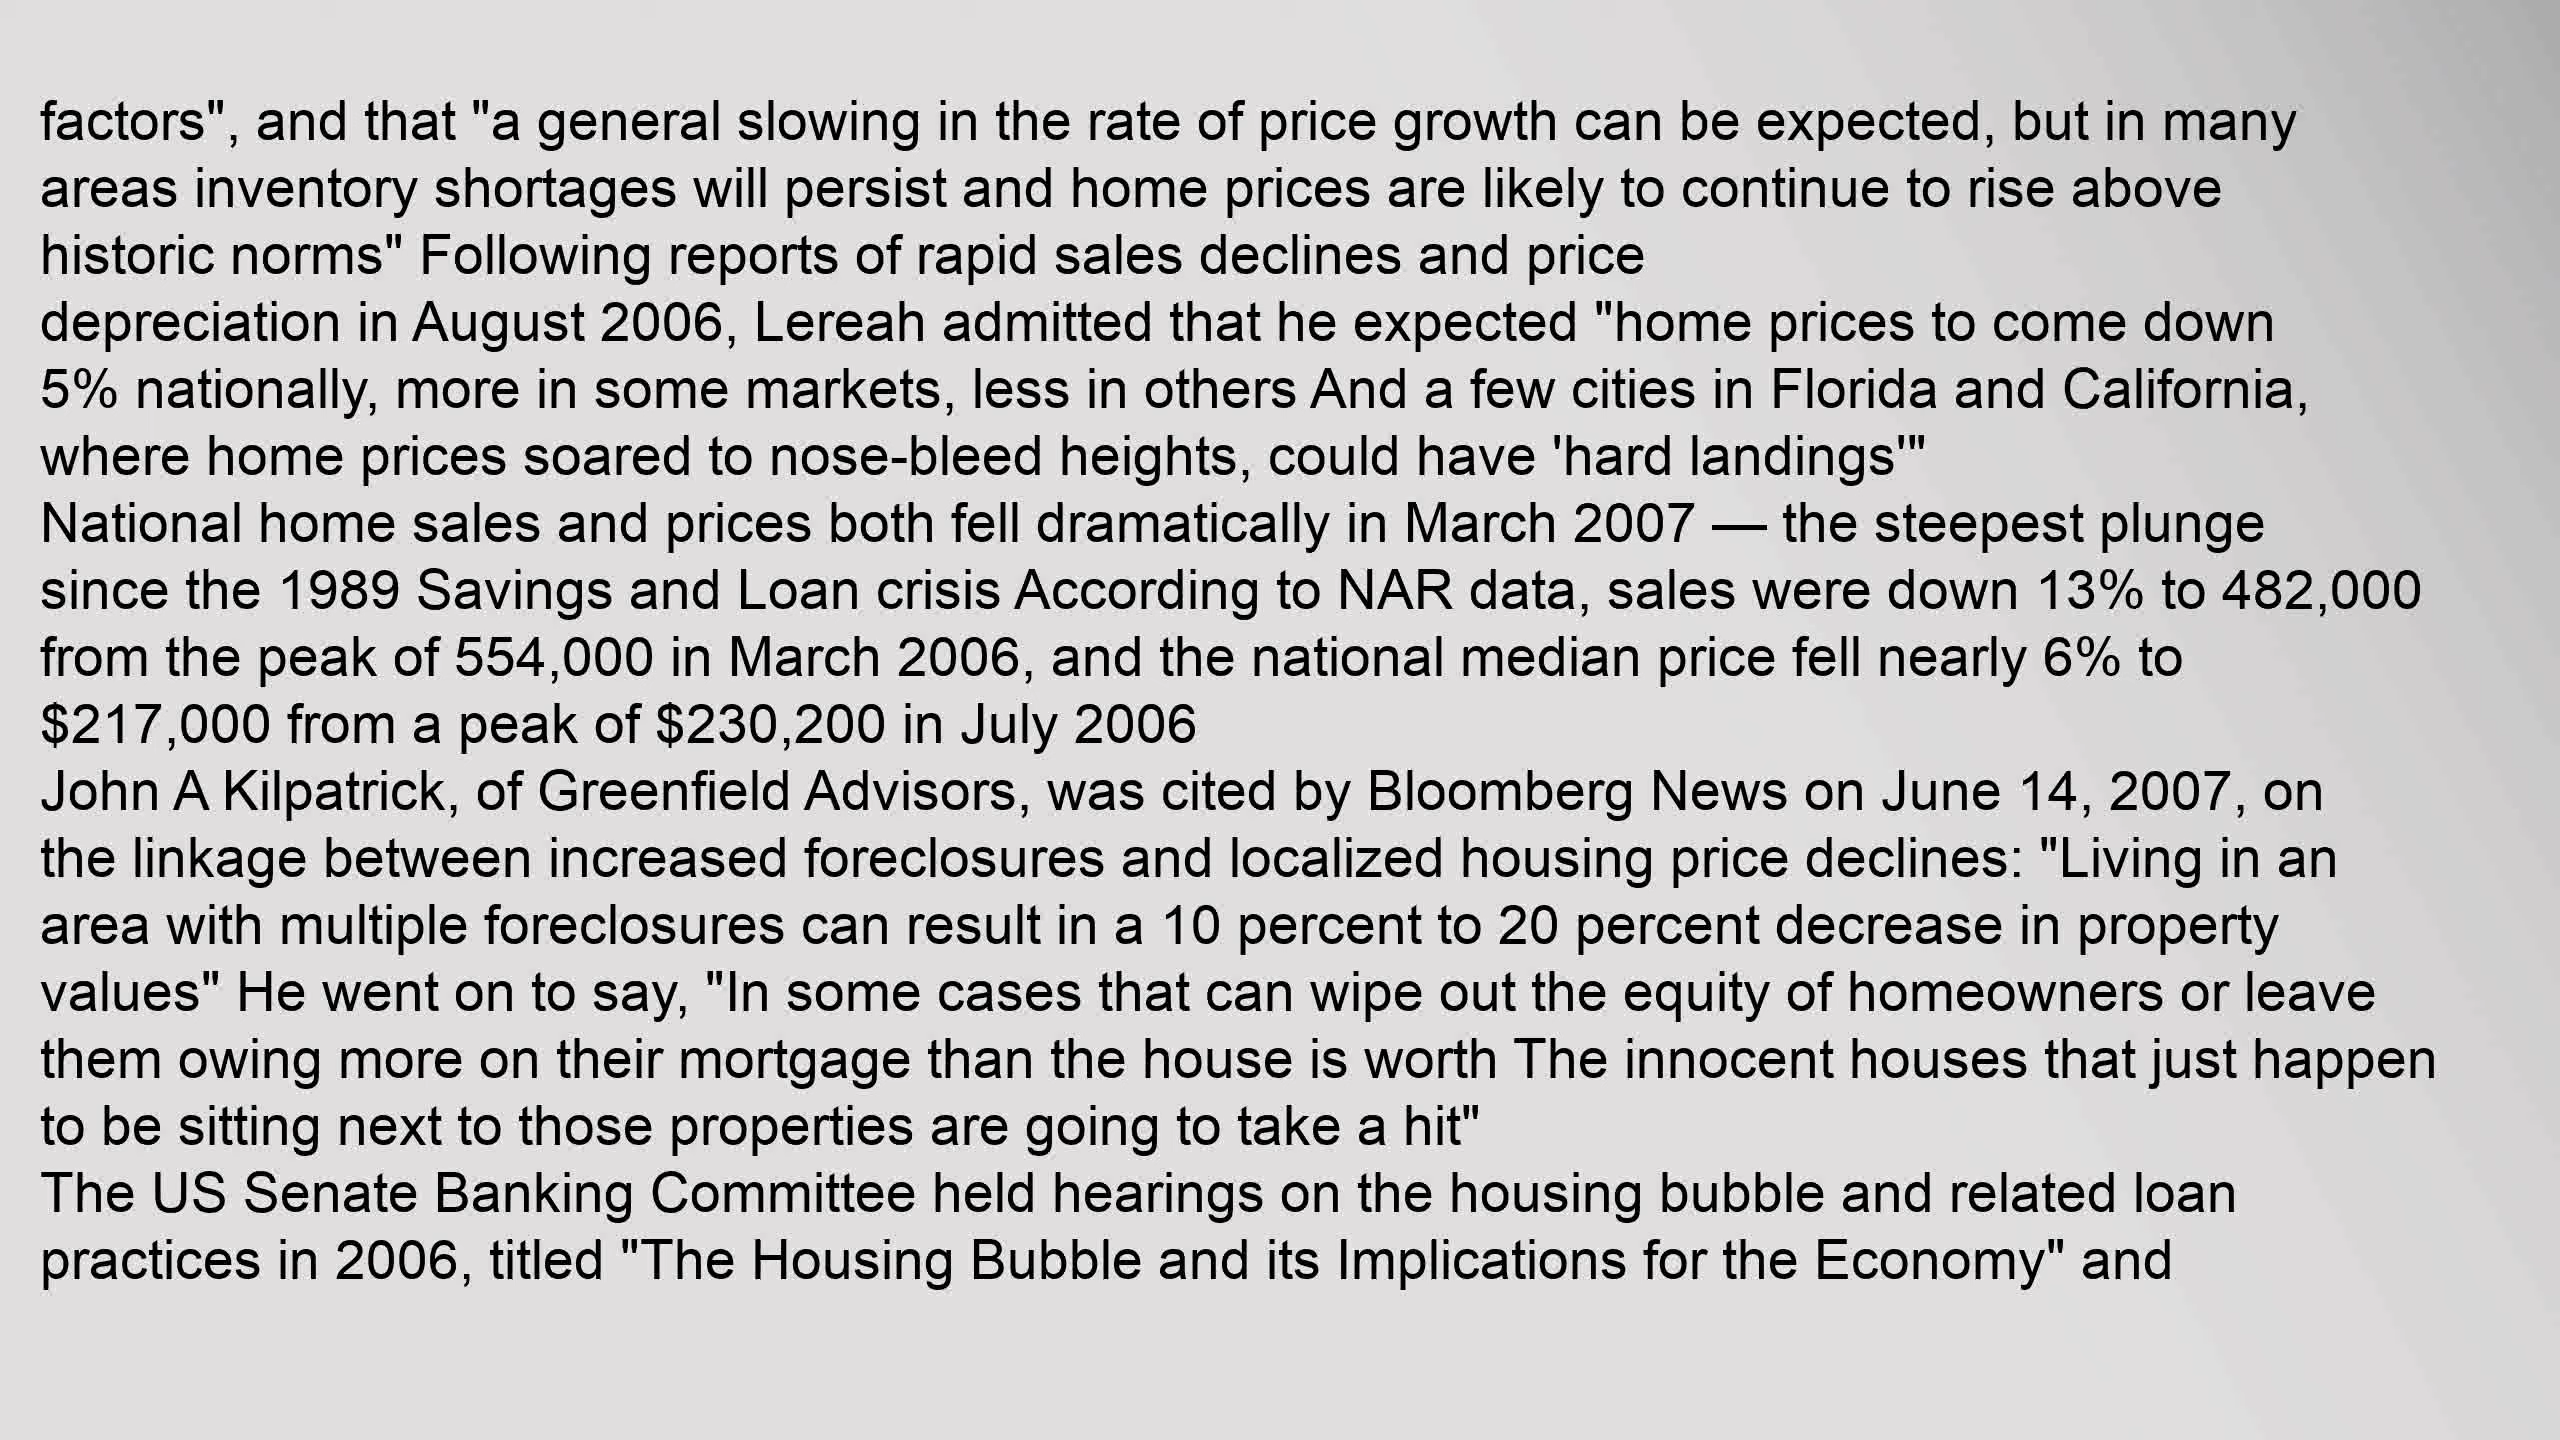 factors", and that "a general slowing in the rate of price growth can be expected, but in many
areas inventory shortages will persist and home prices are likely to continue to rise above
historic norms" Following reports of rapid sales declines and price
depreciation in August 2006, Lereah admitted that he expected "home prices to come down
5% nationally, more in some markets, less in others And a few cities in Florida and California,
where home prices soared to nose-bleed heights, could have 'hard landings'"
National home sales and prices both fell dramatically in March 2007 — the steepest plunge
since the 1989 Savings and Loan crisis According to NAR data, sales were down 13% to 482,000
from the peak of 554,000 in March 2006, and the national median price fell nearly 6% to
$217,000 from a peak of $230,200 in July 2006
John A Kilpatrick, of Greenfield Advisors, was cited by Bloomberg News on June 14, 2007, on
the linkage between increased foreclosures and localized housing price declines: "Living in an
area with multiple foreclosures can result in a 10 percent to 20 percent decrease in property
values" He went on to say, "In some cases that can wipe out the equity of homeowners or leave
them owing more on their mortgage than the house is worth The innocent houses that just happen
to be sitting next to those properties are going to take a hit"
The US Senate Banking Committee held hearings on the housing bubble and related loan
practices in 2006, titled "The Housing Bubble and its Implications for the Economy" and